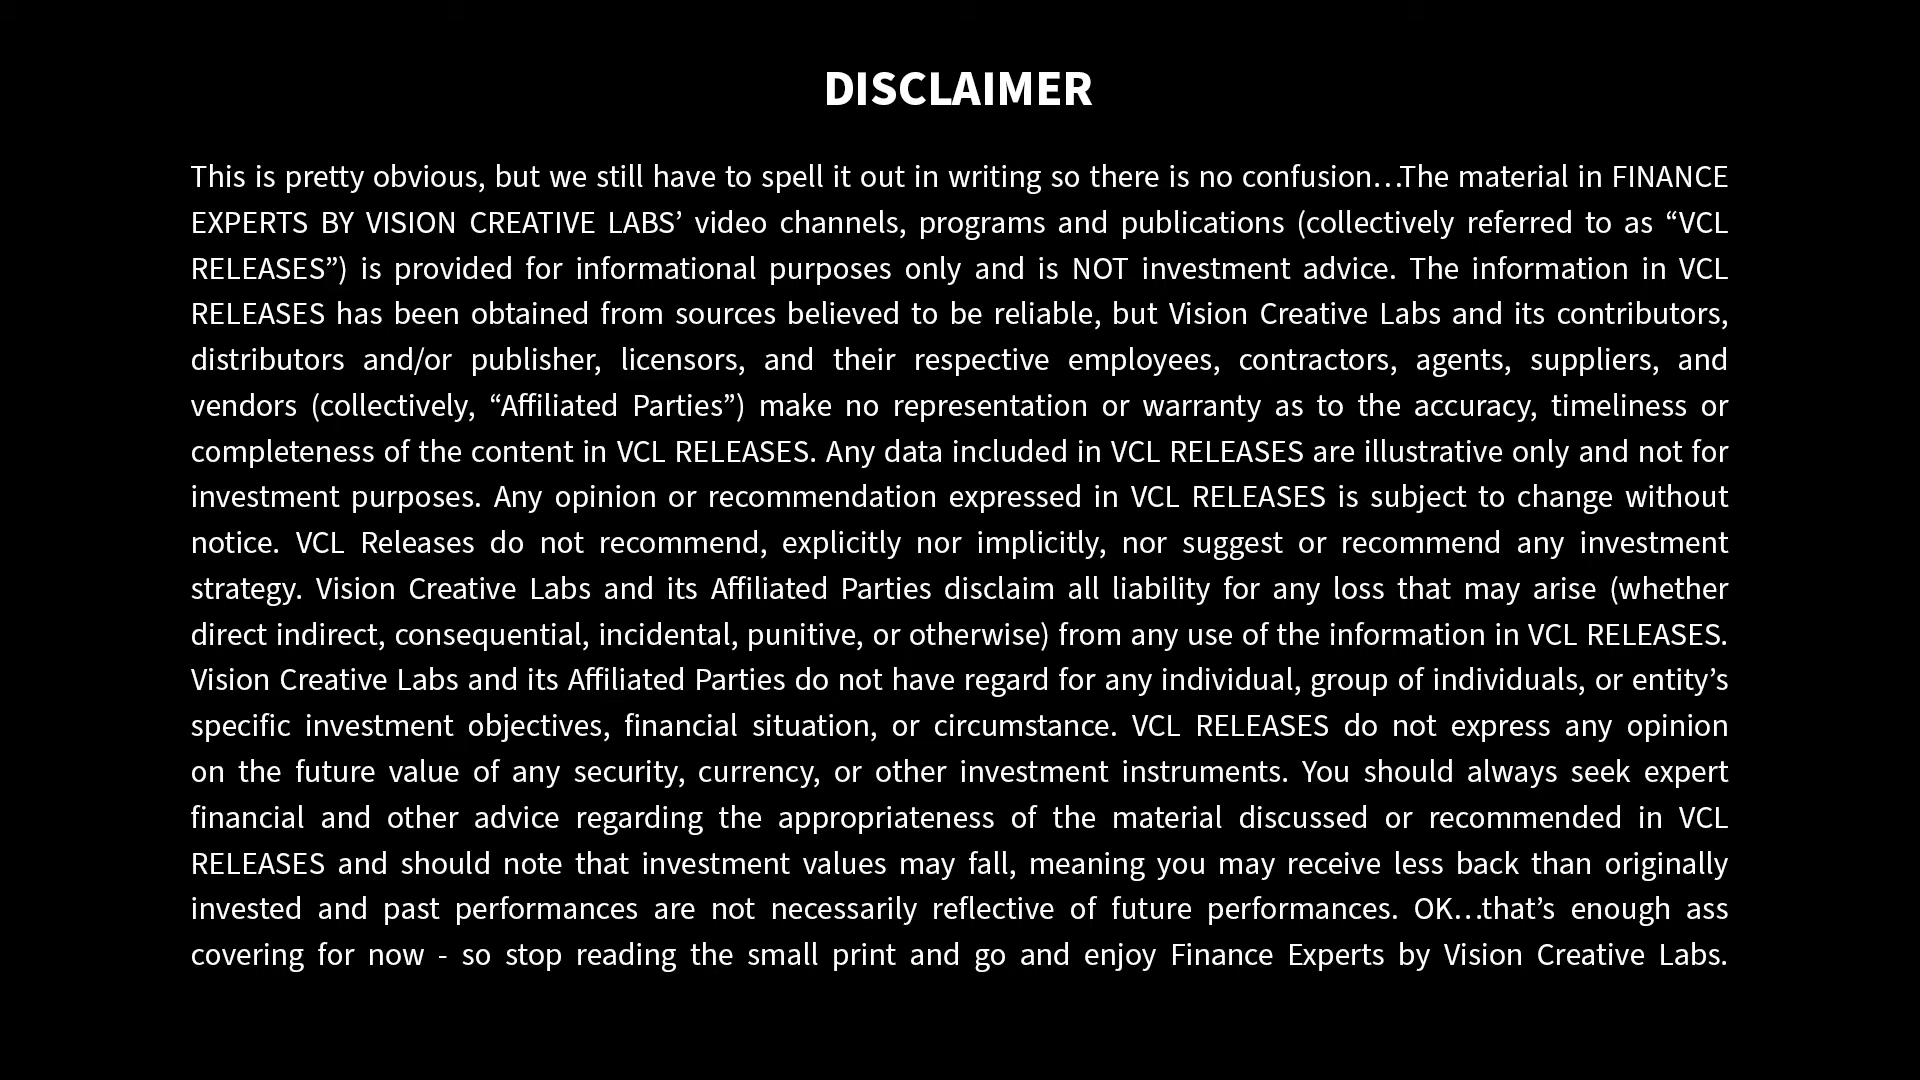 DISCLAIMER
This is pretty obvious, but we still have to spell it out in writing so there is no confusion…The material in FINANCE
EXPERTS BY VISION CREATIVE LABS’ video channels, programs and publications (collectively referred to as “VCL
RELEASES”) is provided for informational purposes only and is NOT investment advice. The information in VCL
RELEASES has been obtained from sources believed to be reliable, but Vision Creative Labs and its contributors,
distributors and/or publisher, licensors, and their respective employees, contractors, agents, suppliers, and
vendors (collectively, “Affiliated Parties”) make no representation or warranty as to the accuracy, timeliness or
completeness of the content in VCL RELEASES. Any data included in VCL RELEASES are illustrative only and not for
investment purposes. Any opinion or recommendation expressed in VCL RELEASES is subject to change without
notice. VCL Releases do not recommend, explicitly nor implicitly, nor suggest or recommend any investment
strategy. Vision Creative Labs and its Affiliated Parties disclaim all liability for any loss that may arise (whether
direct indirect, consequential, incidental, punitive, or otherwise) from any use of the information in VCL RELEASES.
Vision Creative Labs and its Affiliated Parties do not have regard for any individual, group of individuals, or entity’s
specific investment objectives, financial situation, or circumstance. VCL RELEASES do not express any opinion
on the future value of any security, currency, or other investment instruments. You should always seek expert
financial and other advice regarding the appropriateness of the material discussed or recommended in VCL
RELEASES and should note that investment values may fall, meaning you may receive less back than originally
invested and past performances are not necessarily reflective of future performances. OK…that’s enough ass
covering for now - so stop reading the small print and go and enjoy Finance Experts by Vision Creative Labs.